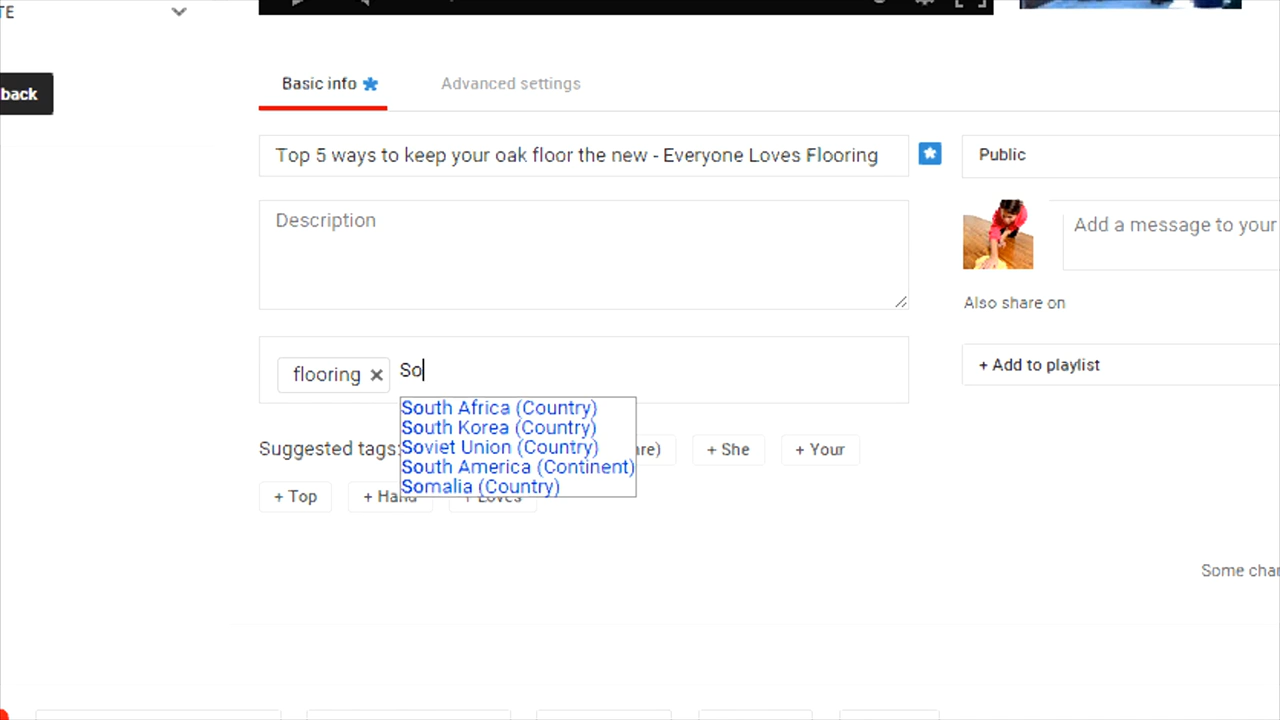 TE
back
Basic info
Advanced settings
Top 5 ways to keep your oak floor the new - Everyone Loves Flooring
Public
Description
Add a message to your
Also share on
flooring
So
+ Add to playlist
South Africa (Country)
South Korea (Country)
Soviet Union (Country)
South America (Continent)
Somalia (Country)
Suggested tags:
+ She
+ Your
+ Top
+ Hand
+ Loves
Some char